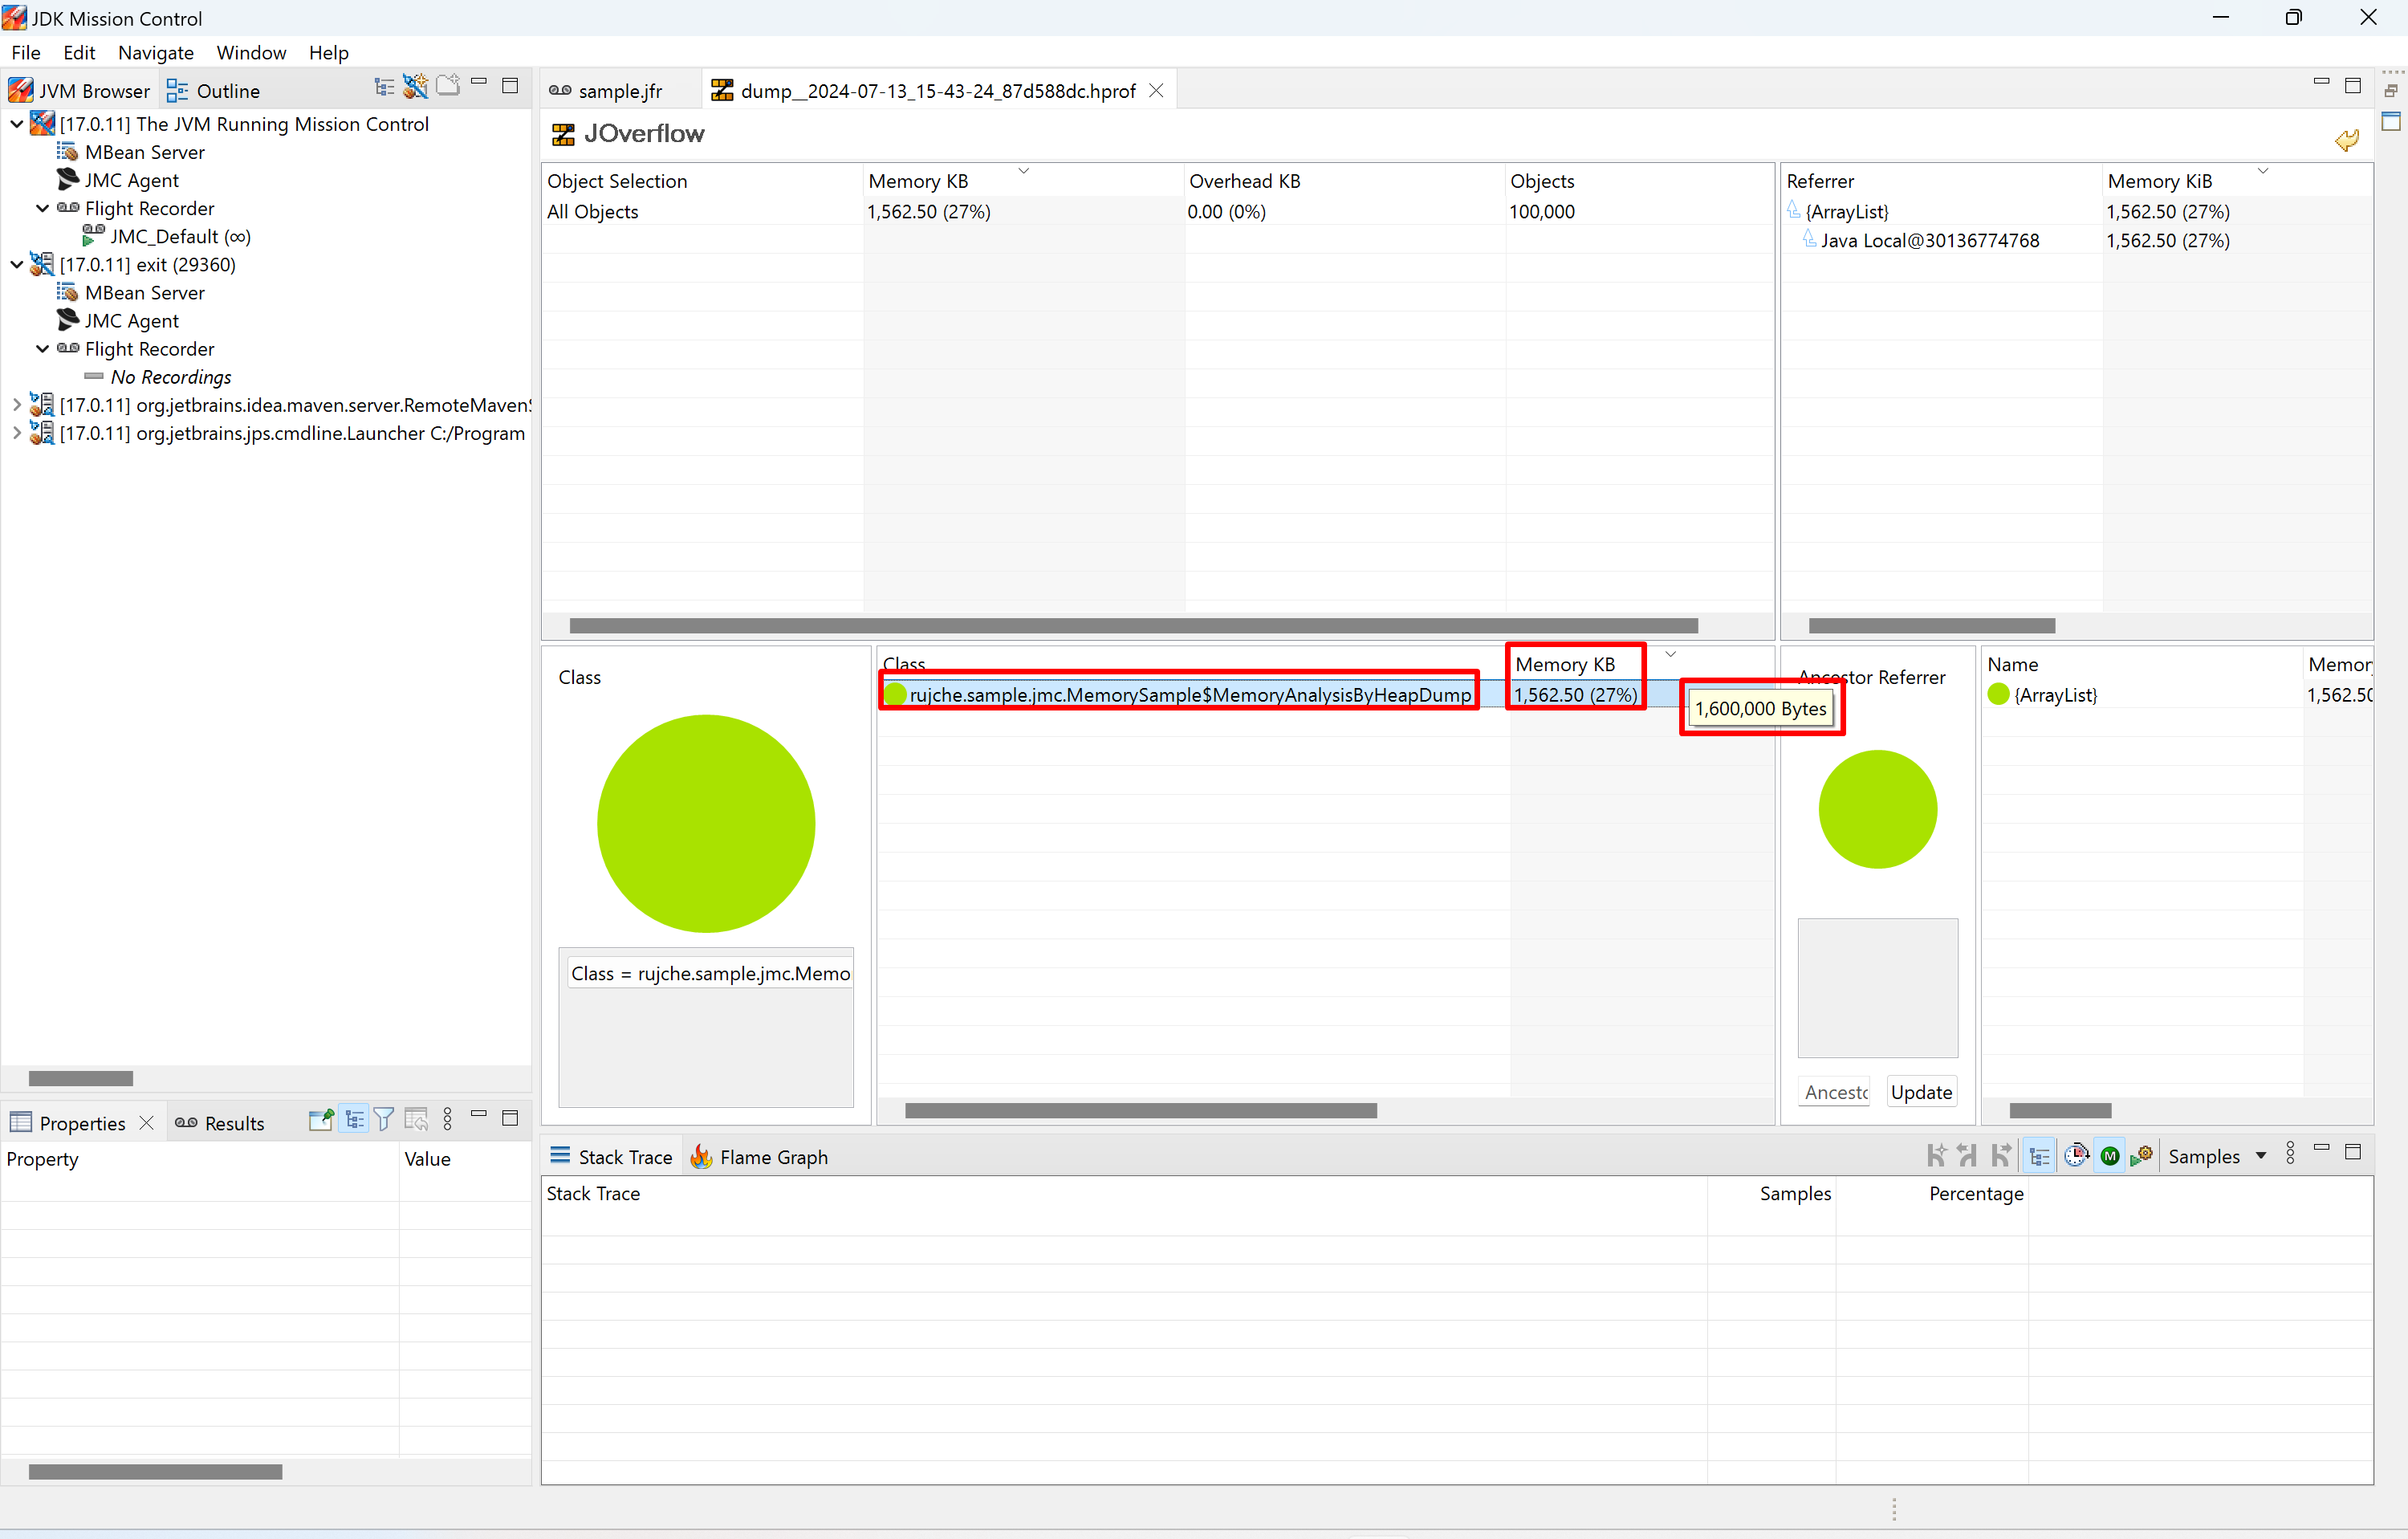 JDK Mission Control
File Edit Navigate Window Help
JVM Browser Outline
[17.0.11] The JVM Running Mission Control
MBean Server
JMC Agent
Flight Recorder
JMC_Default (∞)
[17.0.11] exit (29360)
MBean Server
JMC Agent
Flight Recorder
No Recordings
[17.0.11] org.jetbrains.idea.maven.server.RemoteMavenS
[17.0.11] org.jetbrains.jps.cmdline.Launcher C:/Program
sample.jfr dump__2024-07-13_15-43-24_87d588dc.hprof
JOverflow
Object Selection Memory KB Overhead KB Objects
All Objects 1,562.50 (27%) 0.00 (0%) 100,000
Referrer Memory KiB
{ArrayList} 1,562.50 (27%)
Java Local@30136774768 1,562.50 (27%)
Class
Class = rujche.sample.jmc.Memo
Class Memory KB
rujche.sample.jmc.MemorySample$MemoryAnalysisByHeapDump 1,562.50 (27%)
1,600,000 Bytes
Ancestor Referrer
Ancesto Update
Name Memor
{ArrayList} 1,562.50
Properties Results
Property Value
Stack Trace Flame Graph
M
Samples
Stack Trace Samples Percentage